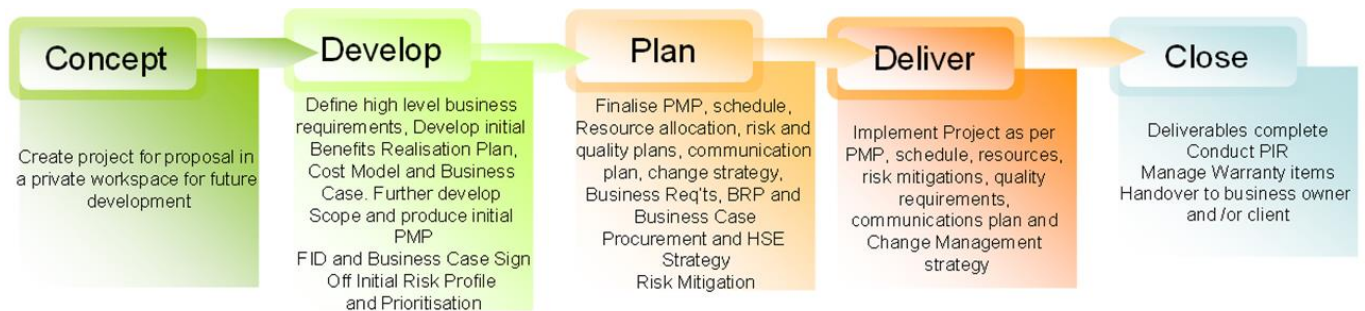 Concept
Create project for proposal in
a private workspace for future
development
Develop
Define high level business
requirements, Develop initial
Benefits Realisation Plan,
Cost Model and Business
Case. Further develop
Scope and produce initial
PMP
FID and Business Case Sign
Off Initial Risk Profile
and Prioritisation
Plan
Finalise PMP, schedule,
Resource allocation, risk and
quality plans, communication
plan, change strategy,
Business Req'ts, BRP and
Business Case
Procurement and HSE
Strategy
Risk Mitigation
Deliver
Implement Project as per
PMP, schedule, resources,
risk mitigations, quality
requirements,
communications plan and
Change Management
strategy
Close
Deliverables complete
Conduct PIR
Manage Warranty items
Handover to business owner
and /or client